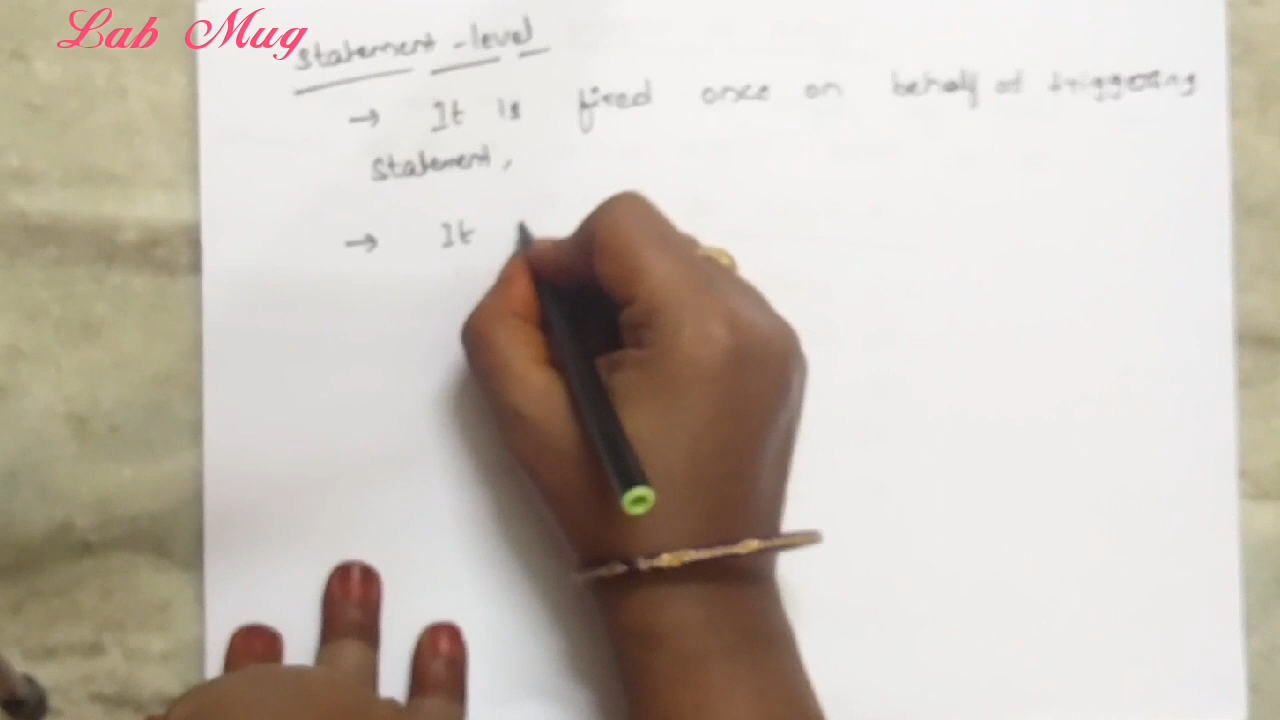 Lab Mug
Statement - level
→ It is fired once on behalf of triggering
Statement,
→ It